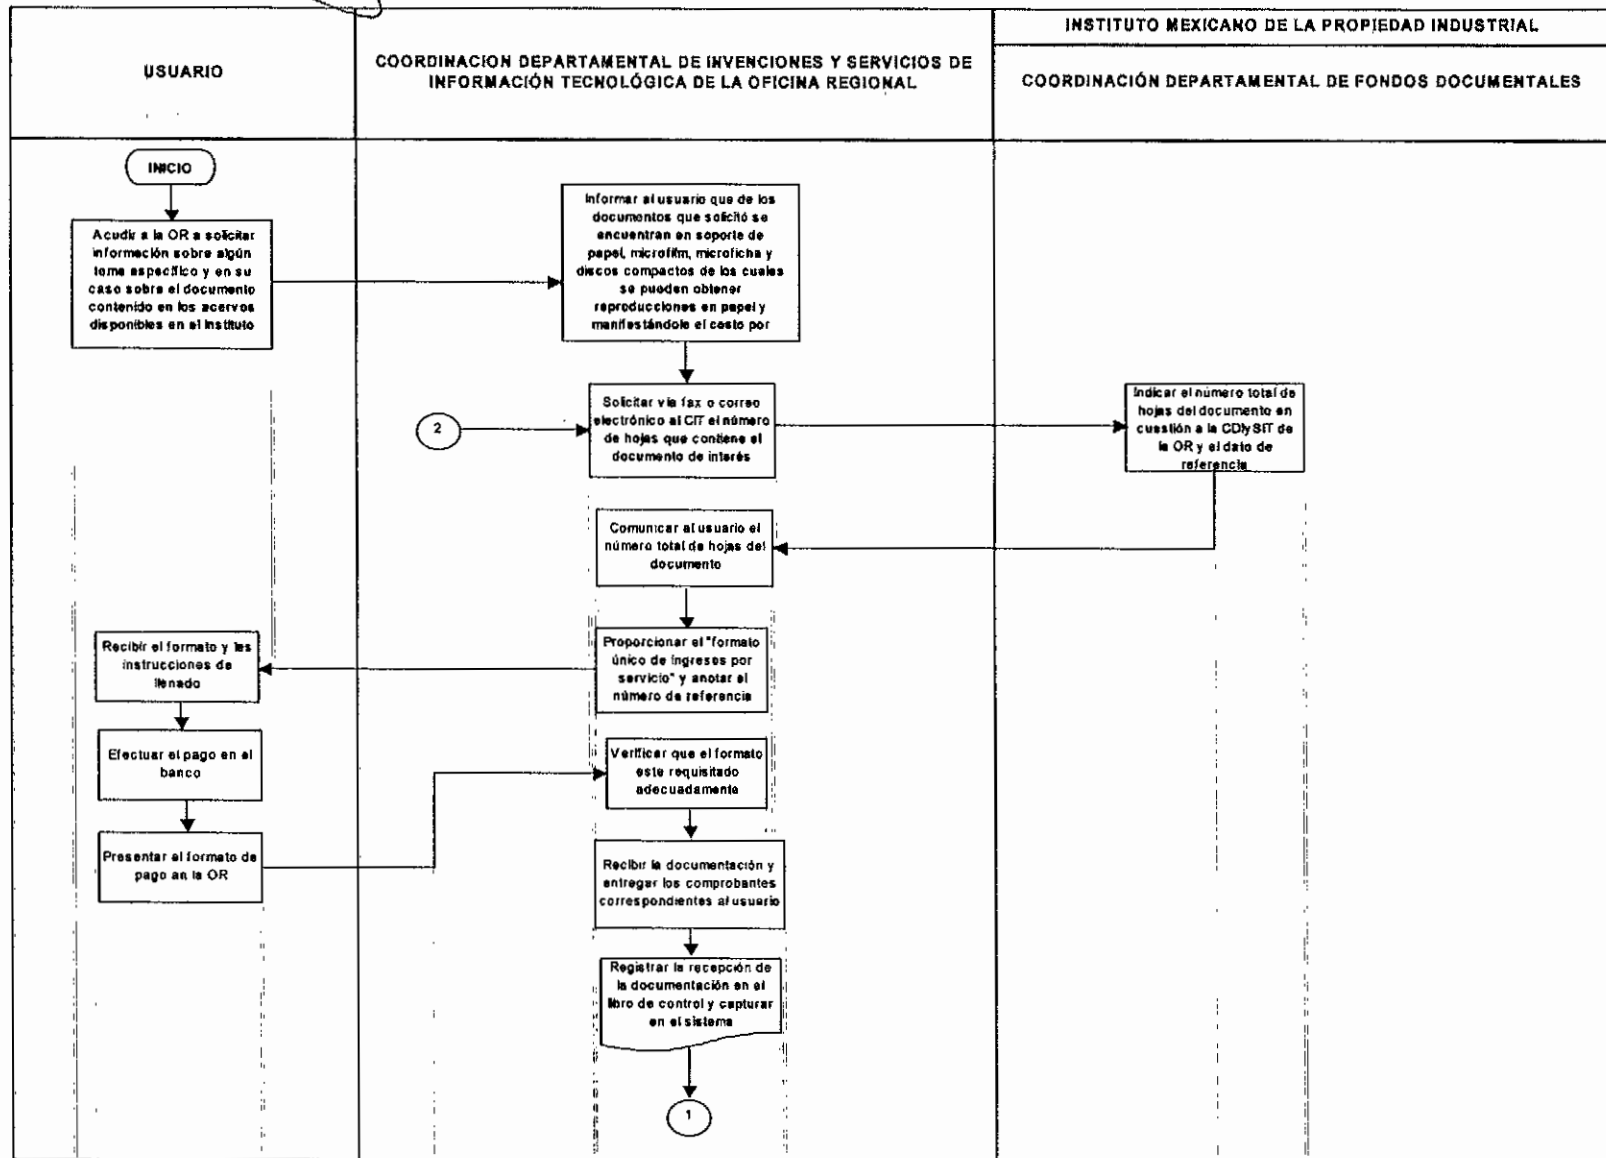 INSTITUTO MEXICANO DE LA PROPIEDAD INDUSTRIAL
USUARIO
COORDINACION DEPARTAMENTAL DE INVENCIONES Y SERVICIOS DE
INFORMACIÓN TECNOLÓGICA DE LA OFICINA REGIONAL
COORDINACIÓN DEPARTAMENTAL DE FONDOS DOCUMENTALES
INICIO
Acudir a la OR a solicitar
información sobre algún
tema específico y en su
caso sobre el documento
contenido en los acervos
disponibles en el Instituto
Informar al usuario que de los
documentos que solicitó se
encuentran en soporte de
papel, microfilm, microficha y
discos compactos de los cuales
se pueden obtener
reproducciones en papel y
manifestándole el costo por
2
Solicitar vía fax o correo
electrónico al CIT el número
de hojas que contiene el
documento de interés
Indicar el número total de
hojas del documento en
cuestión a la CDIySIT de
la OR y el dato de
referencia
Comunicar al usuario el
número total de hojas del
documento
Proporcionar el "formato
único de ingresos por
servicio" y anotar el
número de referencia
Recibir el formato y las
instrucciones de
llenado
Efectuar el pago en el
banco
Presentar el formato de
pago an la OR
Verificar que el formato
este requisitado
adecuadamente
Recibir la documentación y
entregar los comprobantes
correspondientes al usuario
Registrar la recepción de
la documentación en el
libro de control y capturar
en el sistema
1